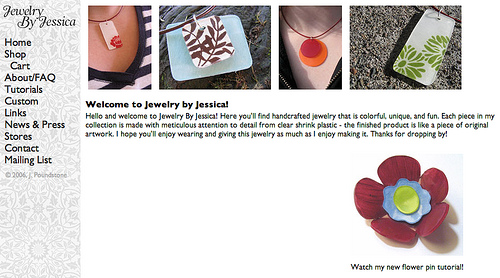 Jewelry
By Jessica
Home
Shop
Cart
About/FAQ
Tutorials
Custom
Links
News & Press
Stores
Contact
Mailing List
© 2006, J. Poundstone
Welcome to Jewelry by Jessica!
Hello and welcome to Jewelry By Jessica! Here you'll find handcrafted jewelry that is colorful, unique, and fun. Each piece in my
collection is made with meticulous attention to detail from clear shrink plastic - the finished product is like a piece of original
artwork. I hope you'll enjoy wearing and giving this jewelry as much as I enjoy making it. Thanks for dropping by!
Watch my new flower pin tutorial!